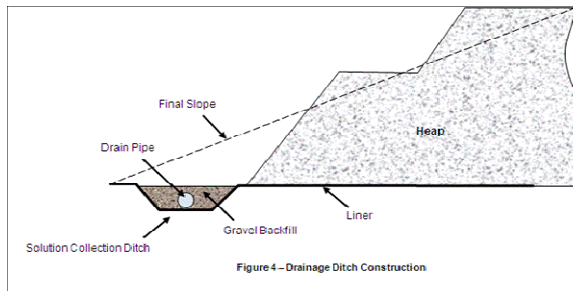 Final Slope
Heap
Drain Pipe
Liner
Gravel Backfill
Solution Collection Ditch
Figure 4 – Drainage Ditch Construction